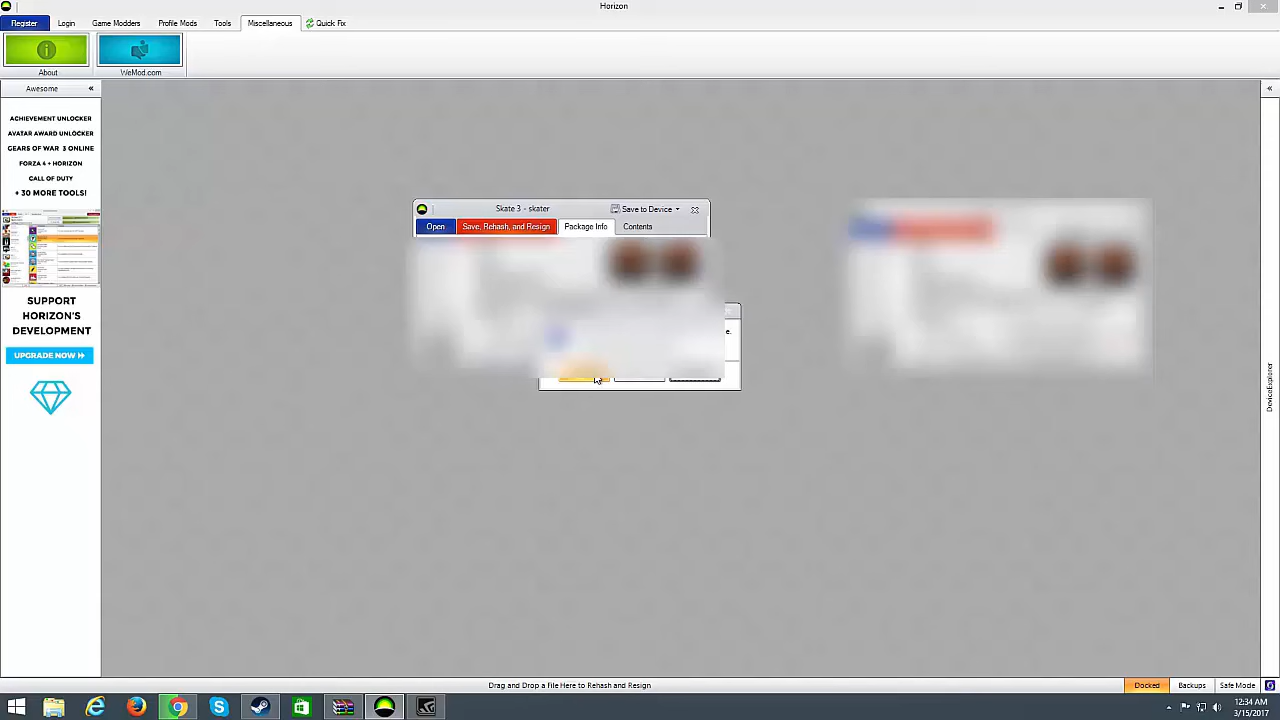 Horizon
Register Login Game Modders Profile Mods Tools Miscellaneous Quick Fix
About WeMod.com
Awesome «
ACHIEVEMENT UNLOCKER
AVATAR AWARD UNLOCKER
GEARS OF WAR 3 ONLINE
FORZA 4 + HORIZON
CALL OF DUTY
+ 30 MORE TOOLS!
SUPPORT
HORIZON'S
DEVELOPMENT
UPGRADE NOW
Skate 3 - skater Save to Device
Open Save, Rehash, and Resign Package Info Contents
Device Explorer
Drag and Drop a File Here to Rehash and Resign
Docked Backups Safe Mode
12:34 AM
3/15/2017